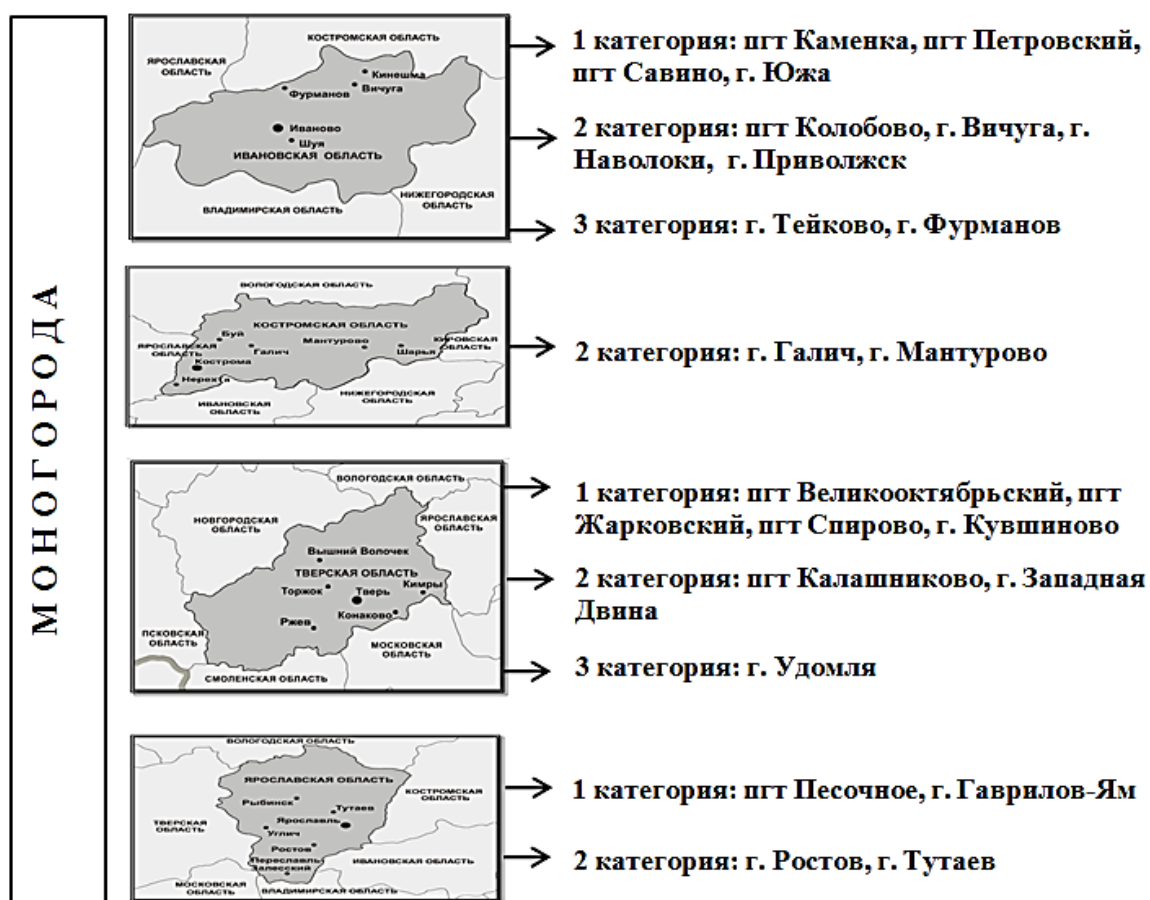 МОНОГОРОДА
КОСТРОМСКАЯ ОБЛАСТЬ
ЯРОСЛАВСКАЯ
ОБЛАСТЬ
Кинешма
Вичуга
Фурманов
Иваново
Шуя
ИВАНОВСКАЯ ОБЛАСТЬ
НИЖЕГОРОДСКАЯ
ОБЛАСТЬ
ВЛАДИМИРСКАЯ ОБЛАСТЬ
1 категория: пгт Каменка, пгт Петровский,
пгт Савино, г. Южа
2 категория: пгт Колобово, г. Вичуга, г.
Наволоки, г. Приволжск
3 категория: г. Тейково, г. Фурманов
ВОЛОГОДСКАЯ ОБЛАСТЬ
КОСТРОМСКАЯ ОБЛАСТЬ
Буй
ЯРОСЛАВСКАЯ
ОБЛАСТЬ
Галич
Мантурово
Шарья
КИРОВСКАЯ
ОБЛАСТЬ
Кострома
Нерехта
ИВАНОВСКАЯ
ОБЛАСТЬ
НИЖЕГОРОДСКАЯ
ОБЛАСТЬ
2 категория: г. Галич, г. Мантурово
ВОЛОГОДСКАЯ ОБЛАСТЬ
НОВГОРОДСКАЯ
ОБЛАСТЬ
ЯРОСЛАВСКАЯ
ОБЛАСТЬ
Вышний Волочек
ТВЕРСКАЯ ОБЛАСТЬ
Торжок
Тверь
Кимры
Конаково
Ржев
ПСКОВСКАЯ
ОБЛАСТЬ
МОСКОВСКАЯ
ОБЛАСТЬ
СМОЛЕНСКАЯ ОБЛАСТЬ
1 категория: пгт Великооктябрьский, пгт
Жарковский, пгт Спирово, г. Кувшиново
2 категория: пгт Калашниково, г. Западная
Двина
3 категория: г. Удомля
ВОЛОГОДСКАЯ ОБЛАСТЬ
ЯРОСЛАВСКАЯ ОБЛАСТЬ
КОСТРОМСКАЯ
ОБЛАСТЬ
Рыбинск
Тутаев
ТВЕРСКАЯ
ОБЛАСТЬ
Ярославль
Углич
Ростов
Переславль-
Залесский
ИВАНОВСКАЯ ОБЛАСТЬ
МОСКОВСКАЯ
ОБЛАСТЬ
ВЛАДИМИРСКАЯ ОБЛАСТЬ
1 категория: пгт Песочное, г. Гаврилов-Ям
2 категория: г. Ростов, г. Тутаев